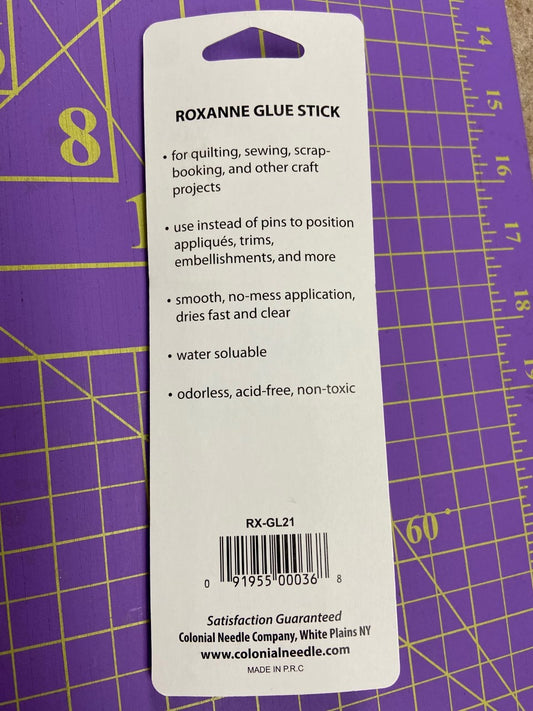 ROXANNE GLUE STICK
• for quilting, sewing, scrap-
booking, and other craft
projects
• use instead of pins to position
appliqués, trims,
embellishments, and more
• smooth, no-mess application,
dries fast and clear
• water soluable
• odorless, acid-free, non-toxic
RX-GL21
0 91955 00036 8
Satisfaction Guaranteed
Colonial Needle Company, White Plains NY
www.colonialneedle.com
MADE IN P.R.C
8
14
15
16
17
18
60°